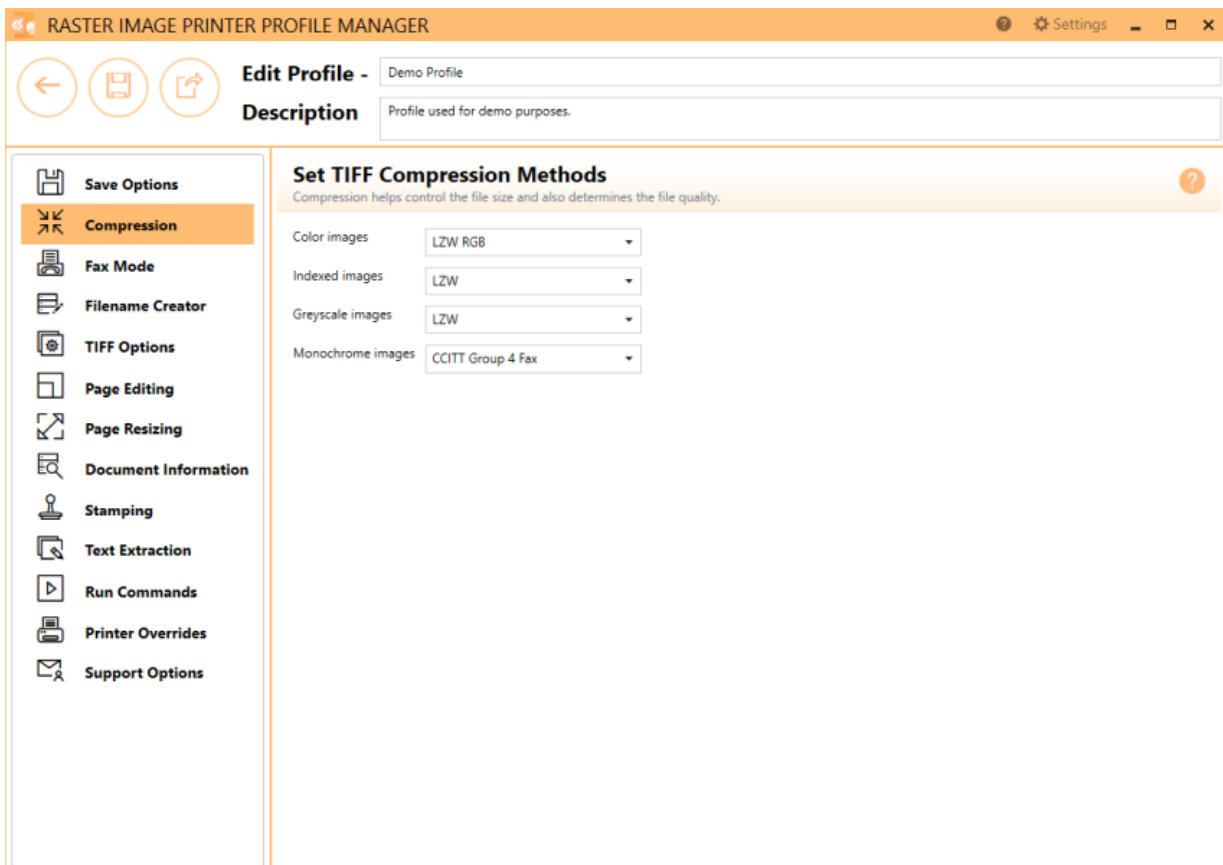 RASTER IMAGE PRINTER PROFILE MANAGER
Settings
Edit Profile - Demo Profile
Description Profile used for demo purposes.
Save Options
Compression
Fax Mode
Filename Creator
TIFF Options
Page Editing
Page Resizing
Document Information
Stamping
Text Extraction
Run Commands
Printer Overrides
Support Options
Set TIFF Compression Methods
Compression helps control the file size and also determines the file quality.
Color images LZW RGB
Indexed images LZW
Greyscale images LZW
Monochrome images CCITT Group 4 Fax